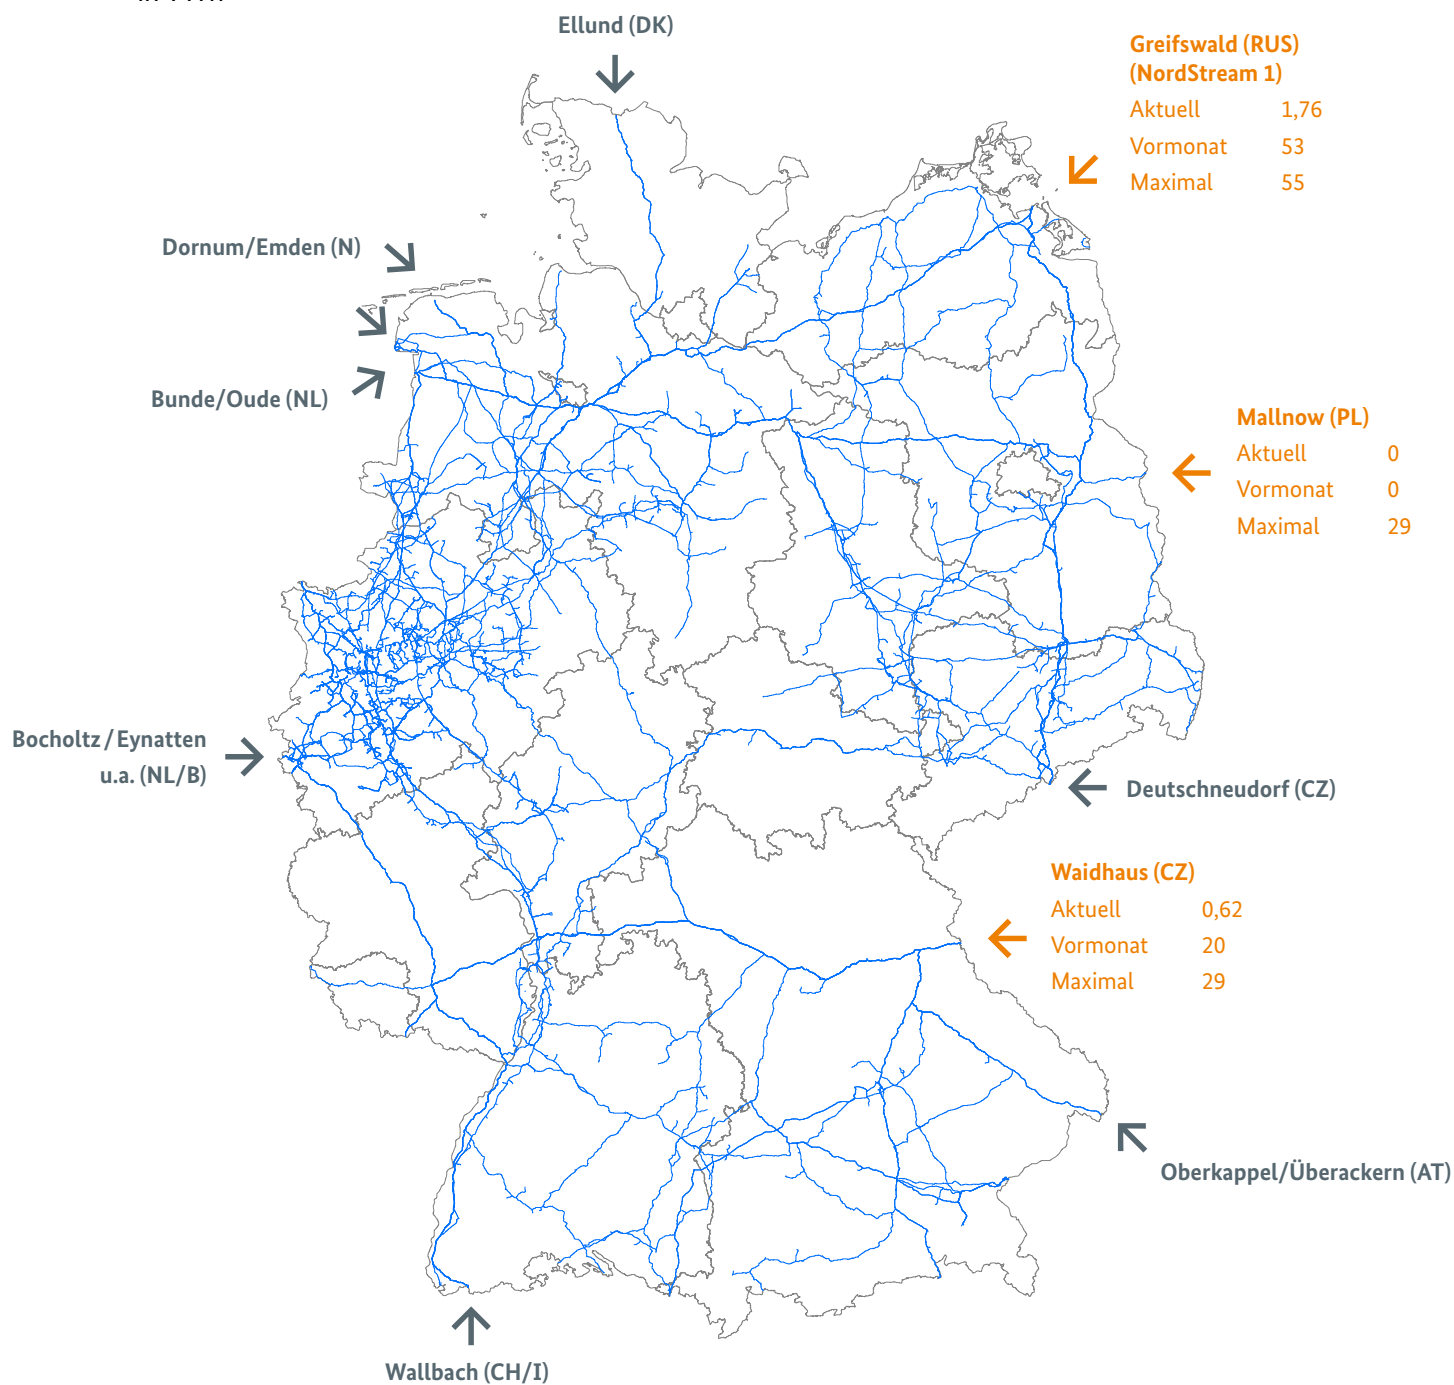 Ellund (DK)
Greifswald (RUS)
(NordStream 1)
Aktuell 1,76
Vormonat 53
Maximal 55
Dornum/Emden (N)
Bunde/Oude (NL)
Mallnow (PL)
Aktuell 0
Vormonat 0
Maximal 29
Bocholtz / Eynatten
u.a. (NL/B)
Deutschneudorf (CZ)
Waidhaus (CZ)
Aktuell 0,62
Vormonat 20
Maximal 29
Oberkappel/Überackern (AT)
Wallbach (CH/I)